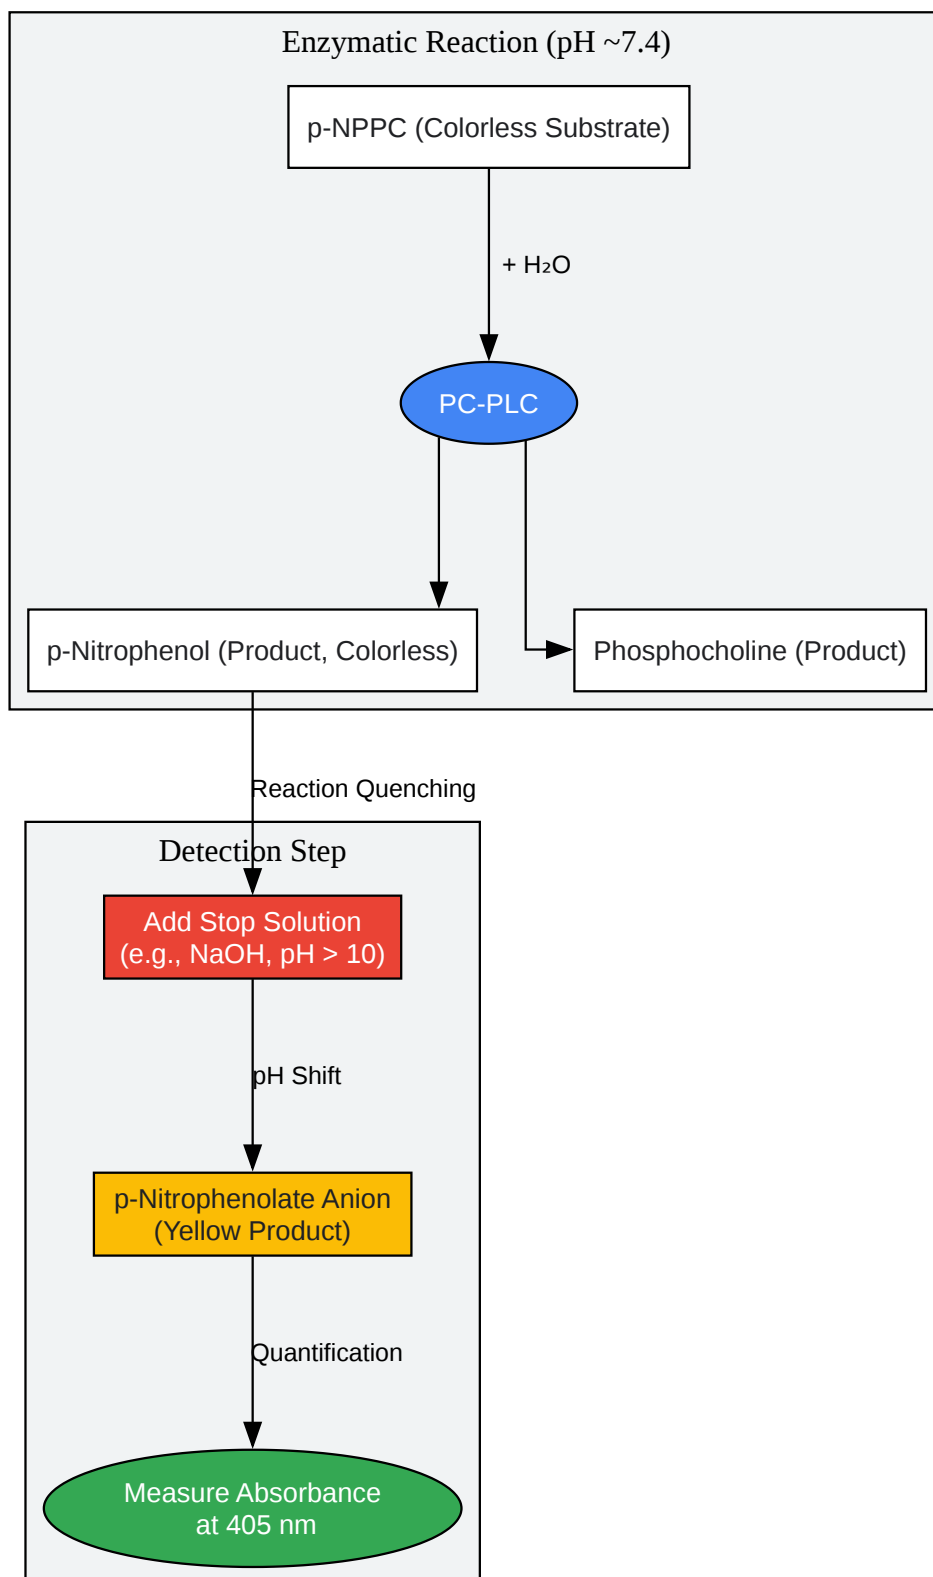 Enzymatic Reaction (pH ~7.4)
p-NPPC (Colorless Substrate)
+ H₂O
PC-PLC
p-Nitrophenol (Product, Colorless)
Phosphocholine (Product)
Reaction Quenching
Detection Step
Add Stop Solution
(e.g., NaOH, pH > 10)
pH Shift
p-Nitrophenolate Anion
(Yellow Product)
Quantification
Measure Absorbance
at 405 nm